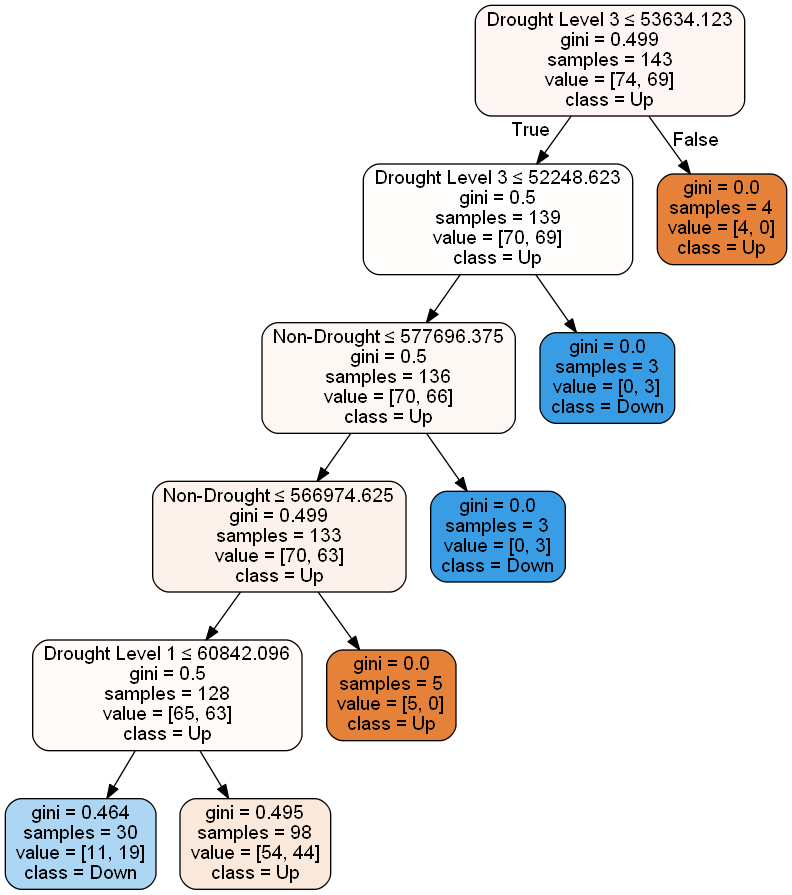 Drought Level 3 ≤ 53634.123
gini = 0.499
samples = 143
value = [74, 69]
class = Up
True
False
Drought Level 3 ≤ 52248.623
gini = 0.5
samples = 139
value = [70, 69]
class = Up
gini = 0.0
samples = 4
value = [4, 0]
class = Up
Non-Drought ≤ 577696.375
gini = 0.5
samples = 136
value = [70, 66]
class = Up
gini = 0.0
samples = 3
value = [0, 3]
class = Down
Non-Drought ≤ 566974.625
gini = 0.499
samples = 133
value = [70, 63]
class = Up
gini = 0.0
samples = 3
value = [0, 3]
class = Down
Drought Level 1 ≤ 60842.096
gini = 0.5
samples = 128
value = [65, 63]
class = Up
gini = 0.0
samples = 5
value = [5, 0]
class = Up
gini = 0.464
samples = 30
value = [11, 19]
class = Down
gini = 0.495
samples = 98
value = [54, 44]
class = Up